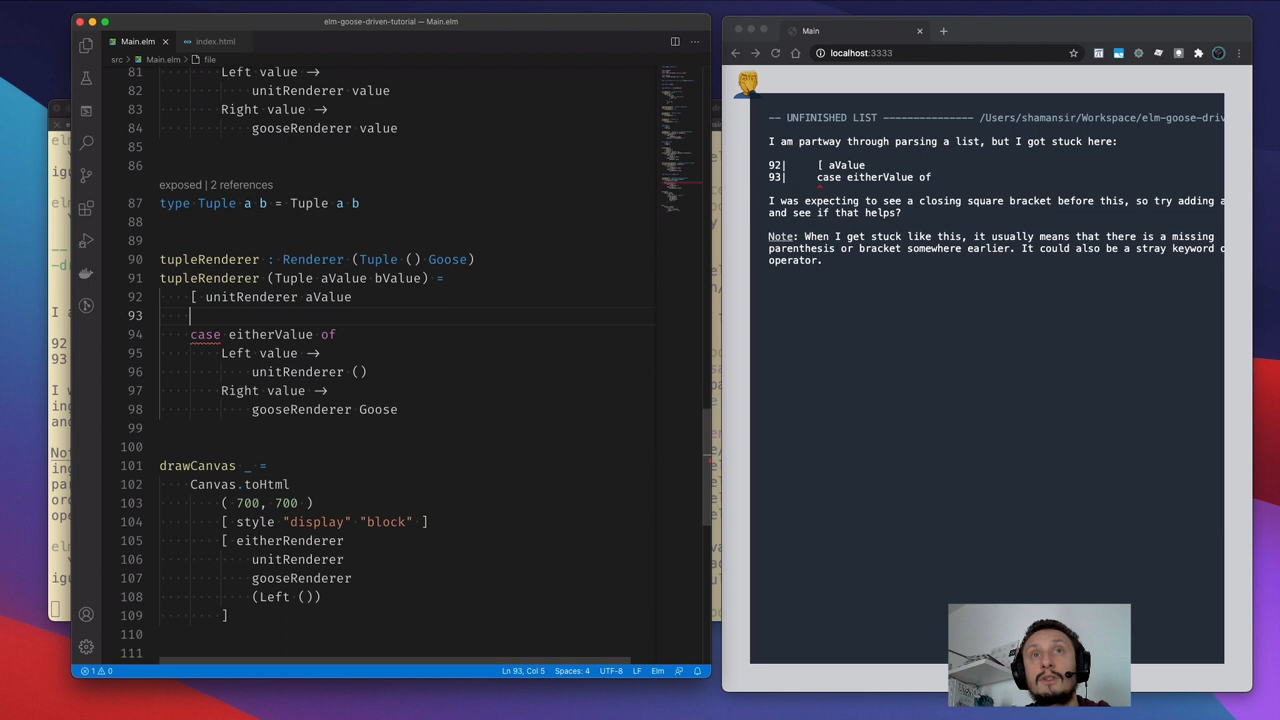 elm-goose-driven-tutorial — Main.elm
Main.elm
index.html
src > Main.elm > file
81 Left value ->
82 unitRenderer value
83 Right value ->
84 gooseRenderer value
85
86
exposed | 2 references
87 type Tuple a b = Tuple a b
88
89
90 tupleRenderer : Renderer (Tuple () Goose)
91 tupleRenderer (Tuple aValue bValue) =
92 [ unitRenderer aValue
93
94 case eitherValue of
95 Left value ->
96 unitRenderer ()
97 Right value ->
98 gooseRenderer Goose
99
100
101 drawCanvas _ =
102 Canvas.toHtml
103 ( 700, 700 )
104 [ style "display" "block" ]
105 [ eitherRenderer
106 unitRenderer
107 gooseRenderer
108 (Left ())
109 ]
110
111
1 0
Ln 93, Col 5
Spaces: 4
UTF-8
LF
Elm
Main
localhost:3333
-- UNFINISHED LIST --------------- /Users/shamansir/Workspace/elm-goose-driv
I am partway through parsing a list, but I got stuck here:
92| [ aValue
93| case eitherValue of
^
I was expecting to see a closing square bracket before this, so try adding a
and see if that helps?
Note: When I get stuck like this, it usually means that there is a missing
parenthesis or bracket somewhere earlier. It could also be a stray keyword o
operator.